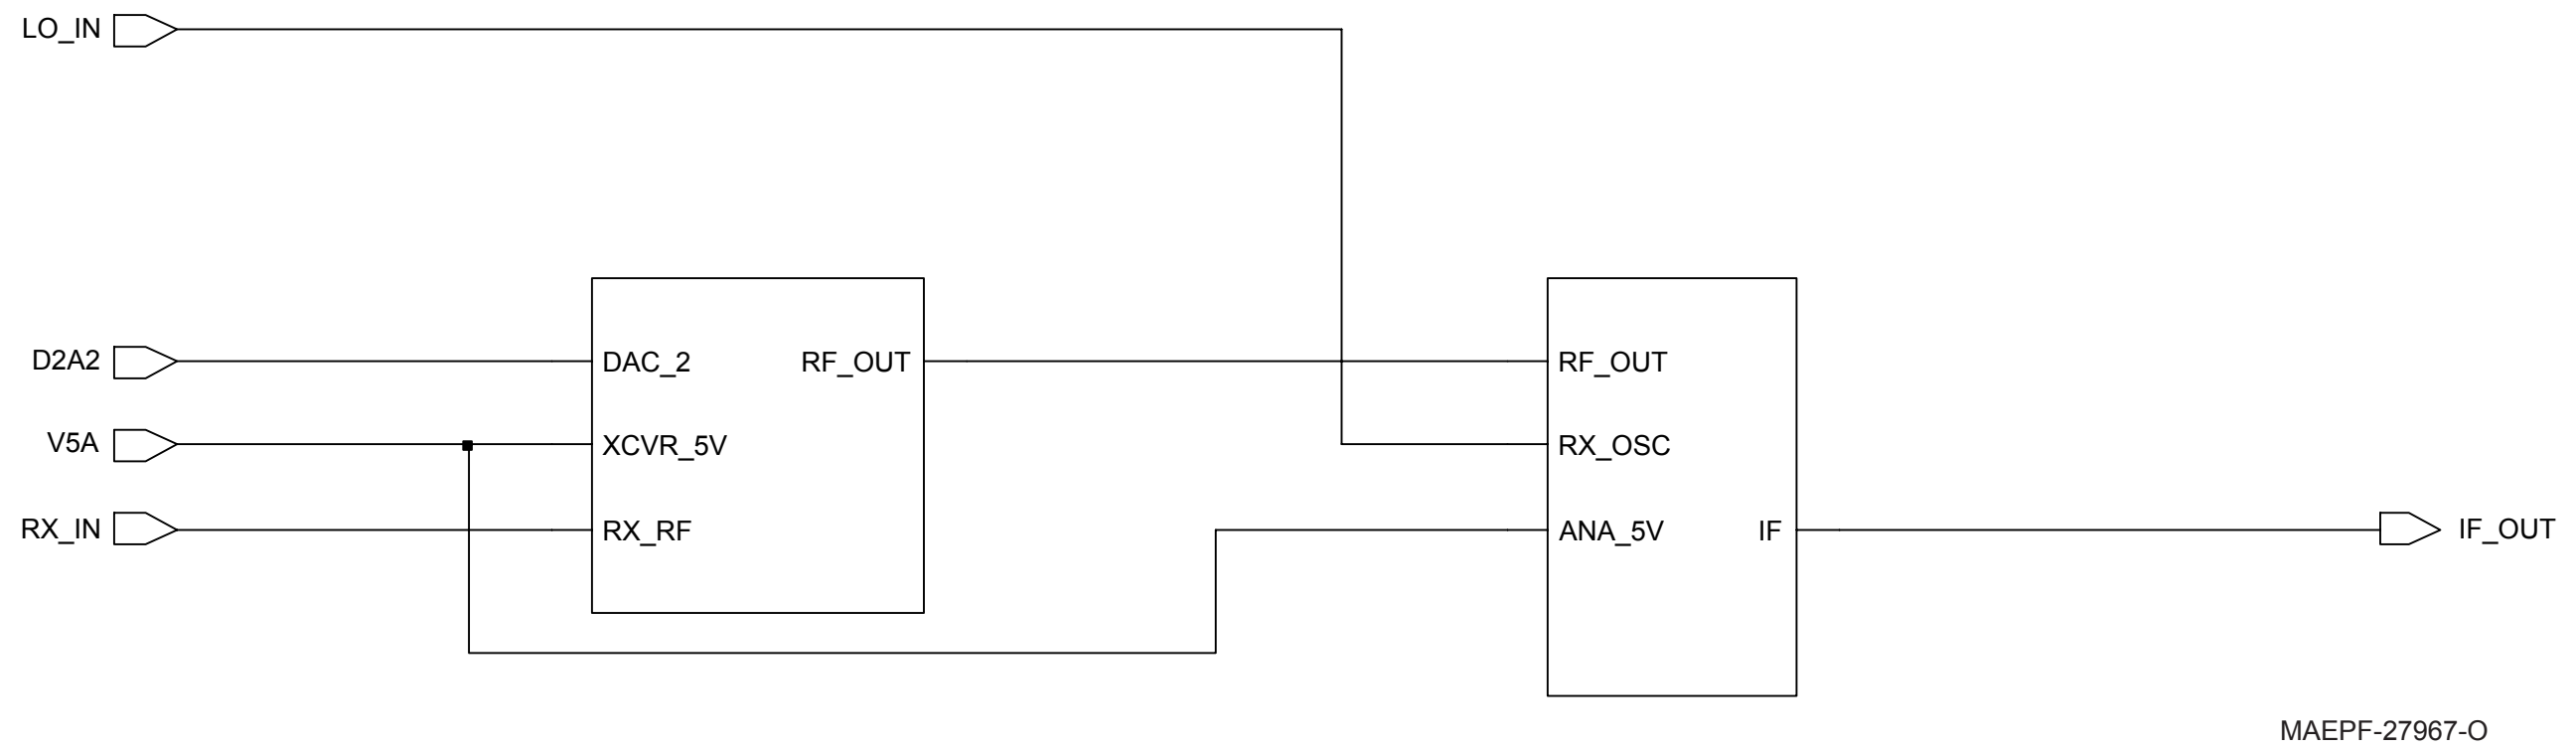 LO_IN
D2A2
DAC_2
RF_OUT
RF_OUT
V5A
XCVR_5V
RX_OSC
RX_IN
RX_RF
ANA_5V
IF
IF_OUT
MAEPF-27967-O